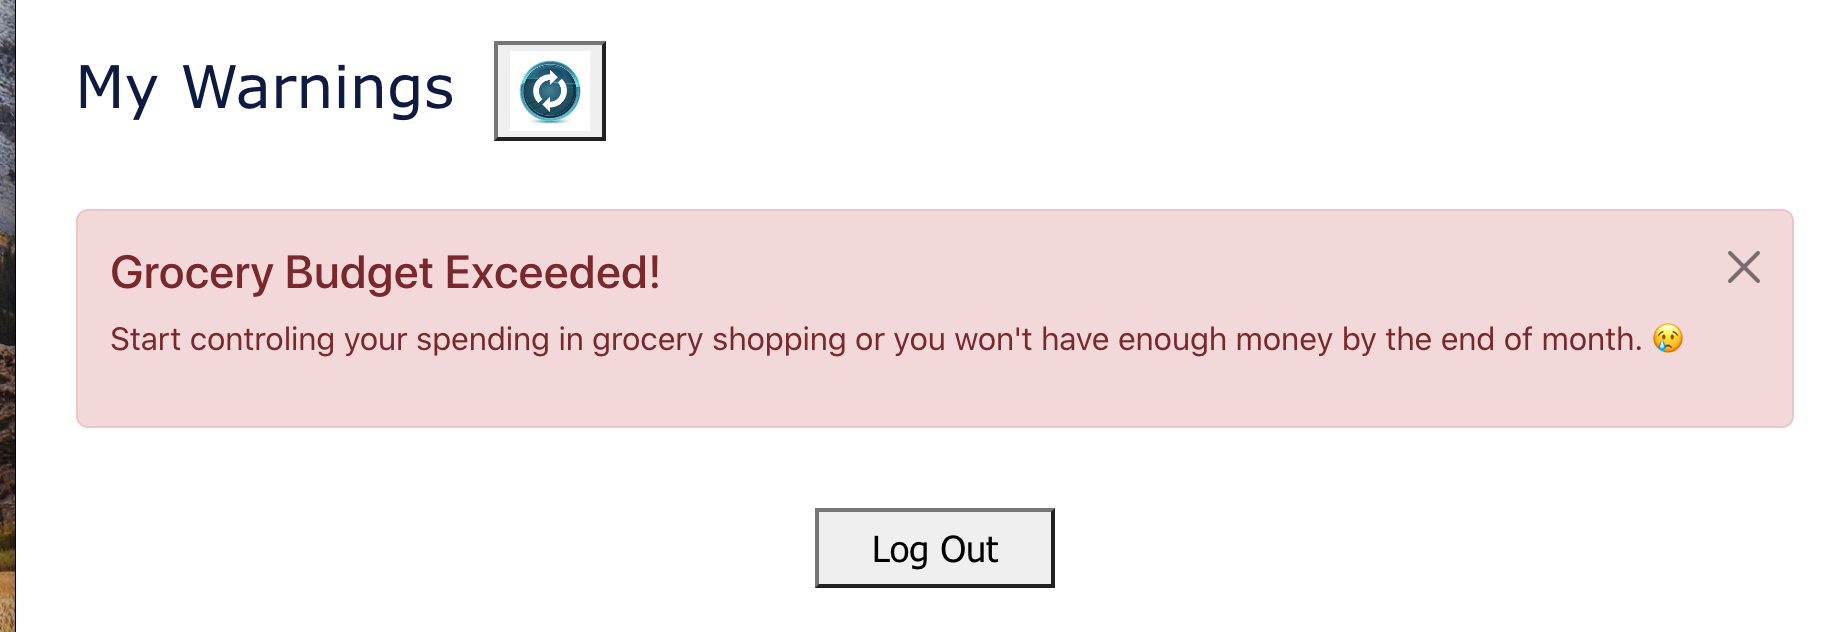 My Warnings
Grocery Budget Exceeded!
Start controling your spending in grocery shopping or you won't have enough money by the end of month. 😢
Log Out